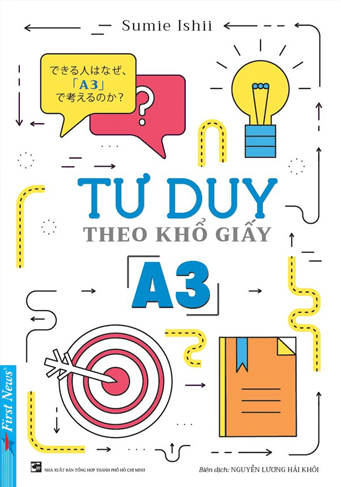 Sumie Ishii
できる人はなぜ、
「A3」
で考えるのか？
?
TƯ DUY
THEO KHỔ GIẤY
「A3」
First News
NHÀ XUẤT BẢN TỔNG HỢP THÀNH PHỐ HỒ CHÍ MINH
Biên dịch: NGUYỄN LƯƠNG HẢI KHÔI